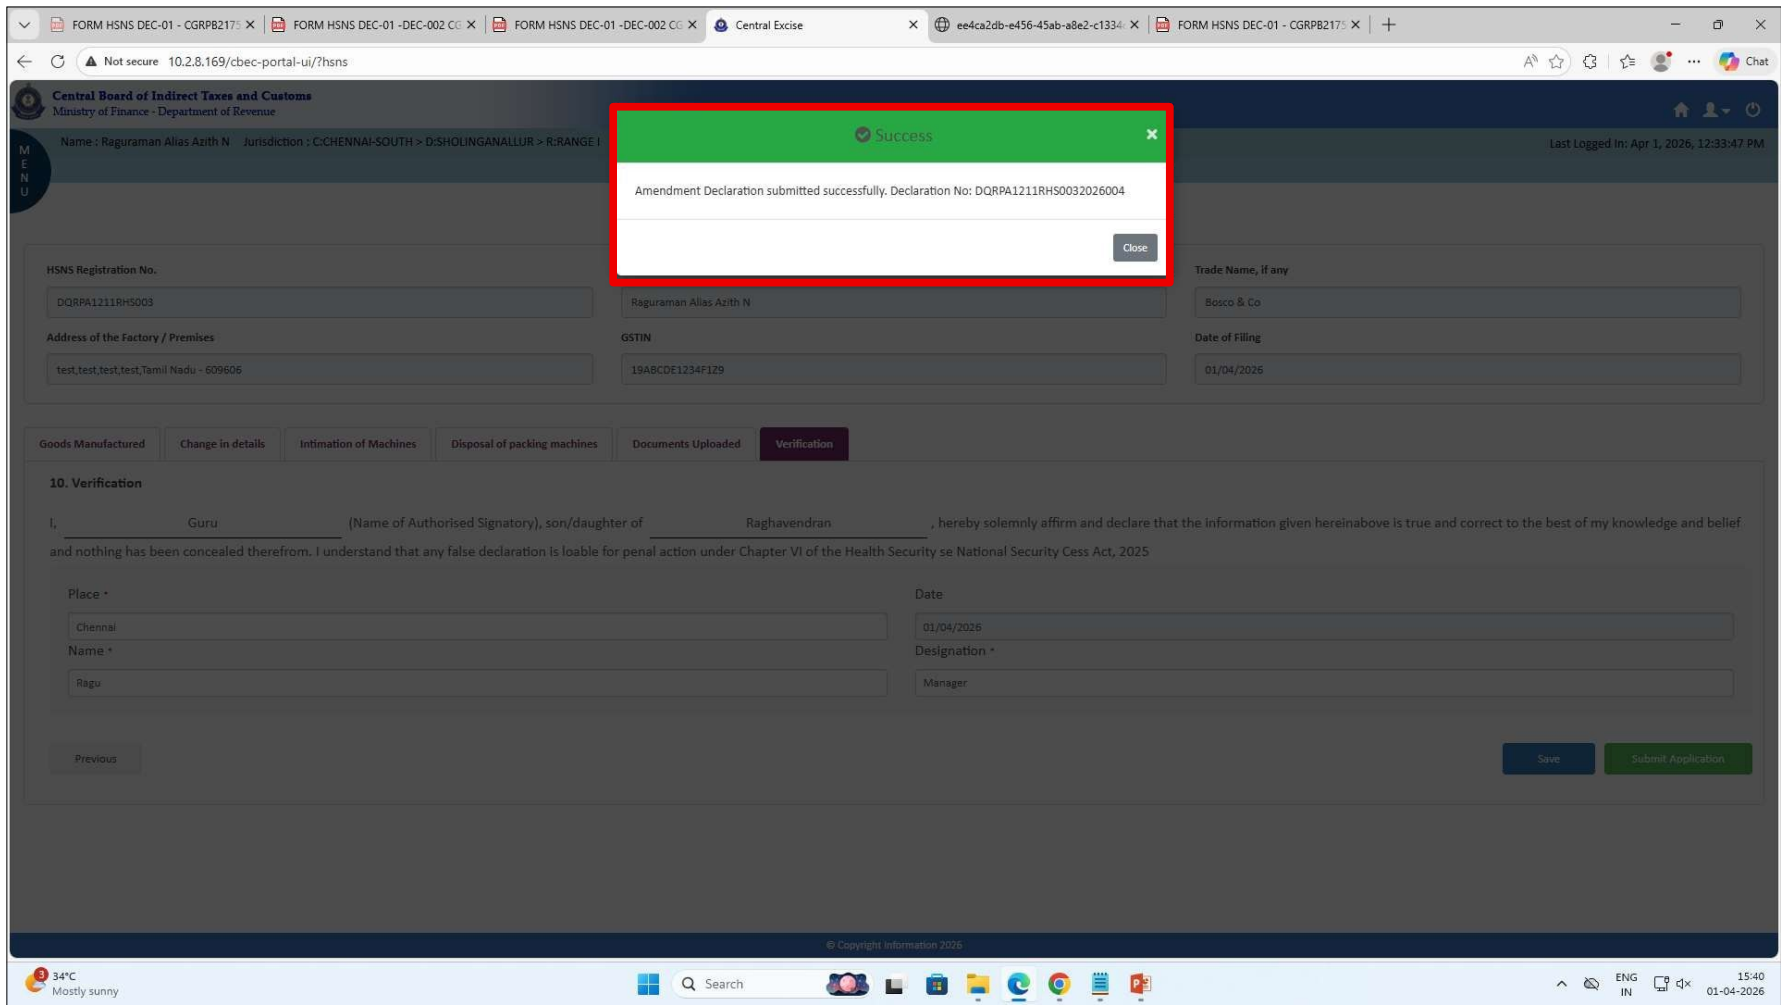 FORM HSNS DEC-01 - CGRPB2175
FORM HSNS DEC-01 -DEC-002 CG
FORM HSNS DEC-01 -DEC-002 CG
Central Excise
ee4ca2db-e456-45ab-a8e2-c1334
FORM HSNS DEC-01 - CGRPB2175
Not secure 10.2.8.169/cbec-portal-ui/?hsns
Chat
Central Board of Indirect Taxes and Customs
Ministry of Finance - Department of Revenue
MENU
Name : Raguraman Alias Azith N Jurisdiction : C:CHENNAI-SOUTH > D:SHOLINGANALLUR > R:RANGE I
Last Logged In: Apr 1, 2026, 12:33:47 PM
Success
Amendment Declaration submitted successfully. Declaration No: DQRPA1211RHS0032026004
Close
HSNS Registration No.
Trade Name, if any
DQRPA1211RHS003
Raguraman Alias Azith N
Bosco & Co
Address of the Factory / Premises
GSTIN
Date of Filing
test,test,test,test,Tamil Nadu - 609606
19ABCDE1234F1Z9
01/04/2026
Goods Manufactured
Change in details
Intimation of Machines
Disposal of packing machines
Documents Uploaded
Verification
10. Verification
I, Guru (Name of Authorised Signatory), son/daughter of Raghavendran , hereby solemnly affirm and declare that the information given hereinabove is true and correct to the best of my knowledge and belief
and nothing has been concealed therefrom. I understand that any false declaration is loable for penal action under Chapter VI of the Health Security se National Security Cess Act, 2025
Place *
Date
Chennai
01/04/2026
Name *
Designation *
Ragu
Manager
Previous
Save
Submit Application
© Copyright Information 2026
3
34°C
Mostly sunny
Search
ENG
IN
15:40
01-04-2026